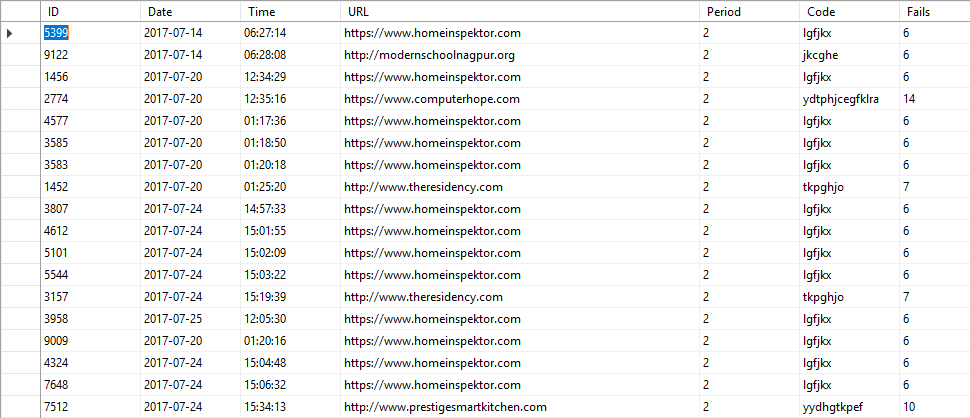 ID Date Time URL Period Code Fails
5399 2017-07-14 06:27:14 https://www.homeinspektor.com 2 lgfjkx 6
9122 2017-07-14 06:28:08 http://modernschoolnagpur.org 2 jkcghe 6
1456 2017-07-20 12:34:29 https://www.homeinspektor.com 2 lgfjkx 6
2774 2017-07-20 12:35:16 https://www.computerhope.com 2 ydtphjcegfklra 14
4577 2017-07-20 01:17:36 https://www.homeinspektor.com 2 lgfjkx 6
3585 2017-07-20 01:18:50 https://www.homeinspektor.com 2 lgfjkx 6
3583 2017-07-20 01:20:18 https://www.homeinspektor.com 2 lgfjkx 6
1452 2017-07-20 01:25:20 http://www.theresidency.com 2 tkpghjo 7
3807 2017-07-24 14:57:33 https://www.homeinspektor.com 2 lgfjkx 6
4612 2017-07-24 15:01:55 https://www.homeinspektor.com 2 lgfjkx 6
5101 2017-07-24 15:02:09 https://www.homeinspektor.com 2 lgfjkx 6
5544 2017-07-24 15:03:22 https://www.homeinspektor.com 2 lgfjkx 6
3157 2017-07-24 15:19:39 http://www.theresidency.com 2 tkpghjo 7
3958 2017-07-25 12:05:30 https://www.homeinspektor.com 2 lgfjkx 6
9009 2017-07-20 01:20:16 https://www.homeinspektor.com 2 lgfjkx 6
4324 2017-07-24 15:04:48 https://www.homeinspektor.com 2 lgfjkx 6
7648 2017-07-24 15:06:32 https://www.homeinspektor.com 2 lgfjkx 6
7512 2017-07-24 15:34:13 http://www.prestigesmartkitchen.com 2 yydhgtkpef 10